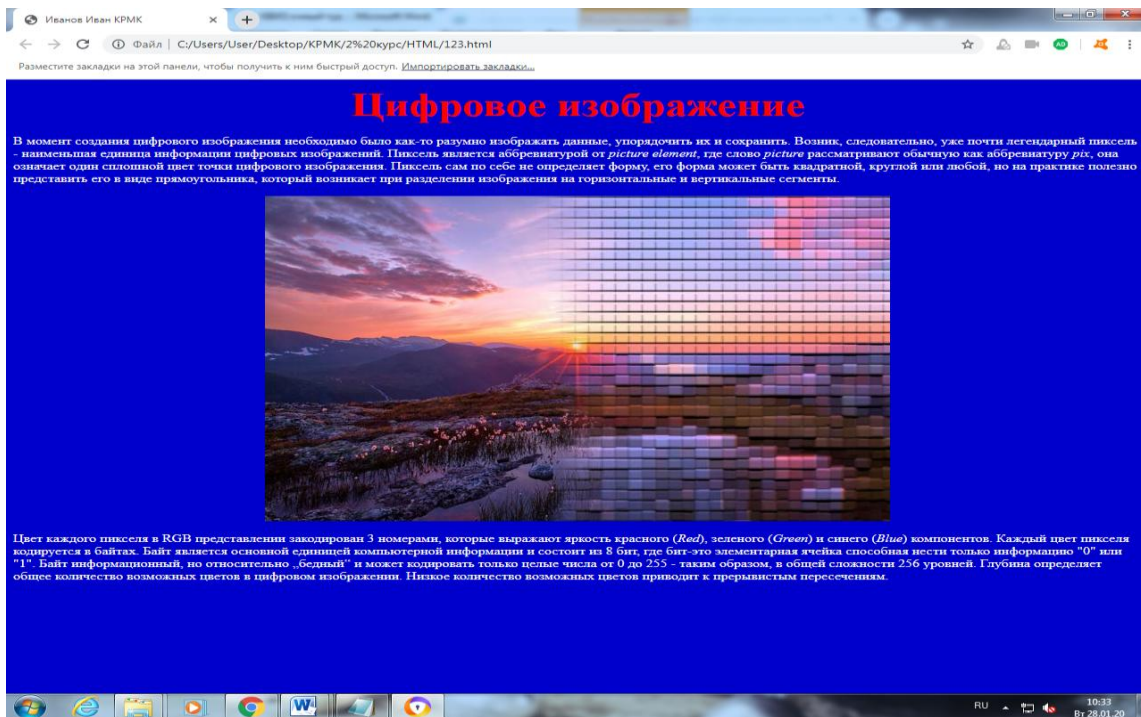 Иванов Иван КРМК
Файл | C:/Users/User/Desktop/КРМК/2%20курс/HTML/123.html
Разместите закладки на этой панели, чтобы получить к ним быстрый доступ. Импортировать закладки...
Цифровое изображение
В момент создания цифрового изображения необходимо было как-то разумно изображать данные, упорядочить их и сохранить. Возник, следовательно, уже почти легендарный пиксель
- наименьшая единица информации цифровых изображений. Пиксель является аббревиатурой от picture element, где слово picture рассматривают обычную как аббревиатуру pix, она
означает один сплошной цвет точки цифрового изображения. Пиксель сам по себе не определяет форму, его форма может быть квадратной, круглой или любой, но на практике полезно
представить его в виде прямоугольника, который возникает при разделении изображения на горизонтальные и вертикальные сегменты.
Цвет каждого пикселя в RGB представлении закодирован 3 номерами, которые выражают яркость красного (Red), зеленого (Green) и синего (Blue) компонентов. Каждый цвет пикселя
кодируется в байтах. Байт является основной единицей компьютерной информации и состоит из 8 бит, где бит-это элементарная ячейка способная нести только информацию "0" или
"1". Байт информационный, но относительно „бедный" и может кодировать только целые числа от 0 до 255 - таким образом, в общей сложности 256 уровней. Глубина определяет
общее количество возможных цветов в цифровом изображении. Низкое количество возможных цветов приводит к прерывистым пересечениям.
RU
10:33
Вт 28.01.20